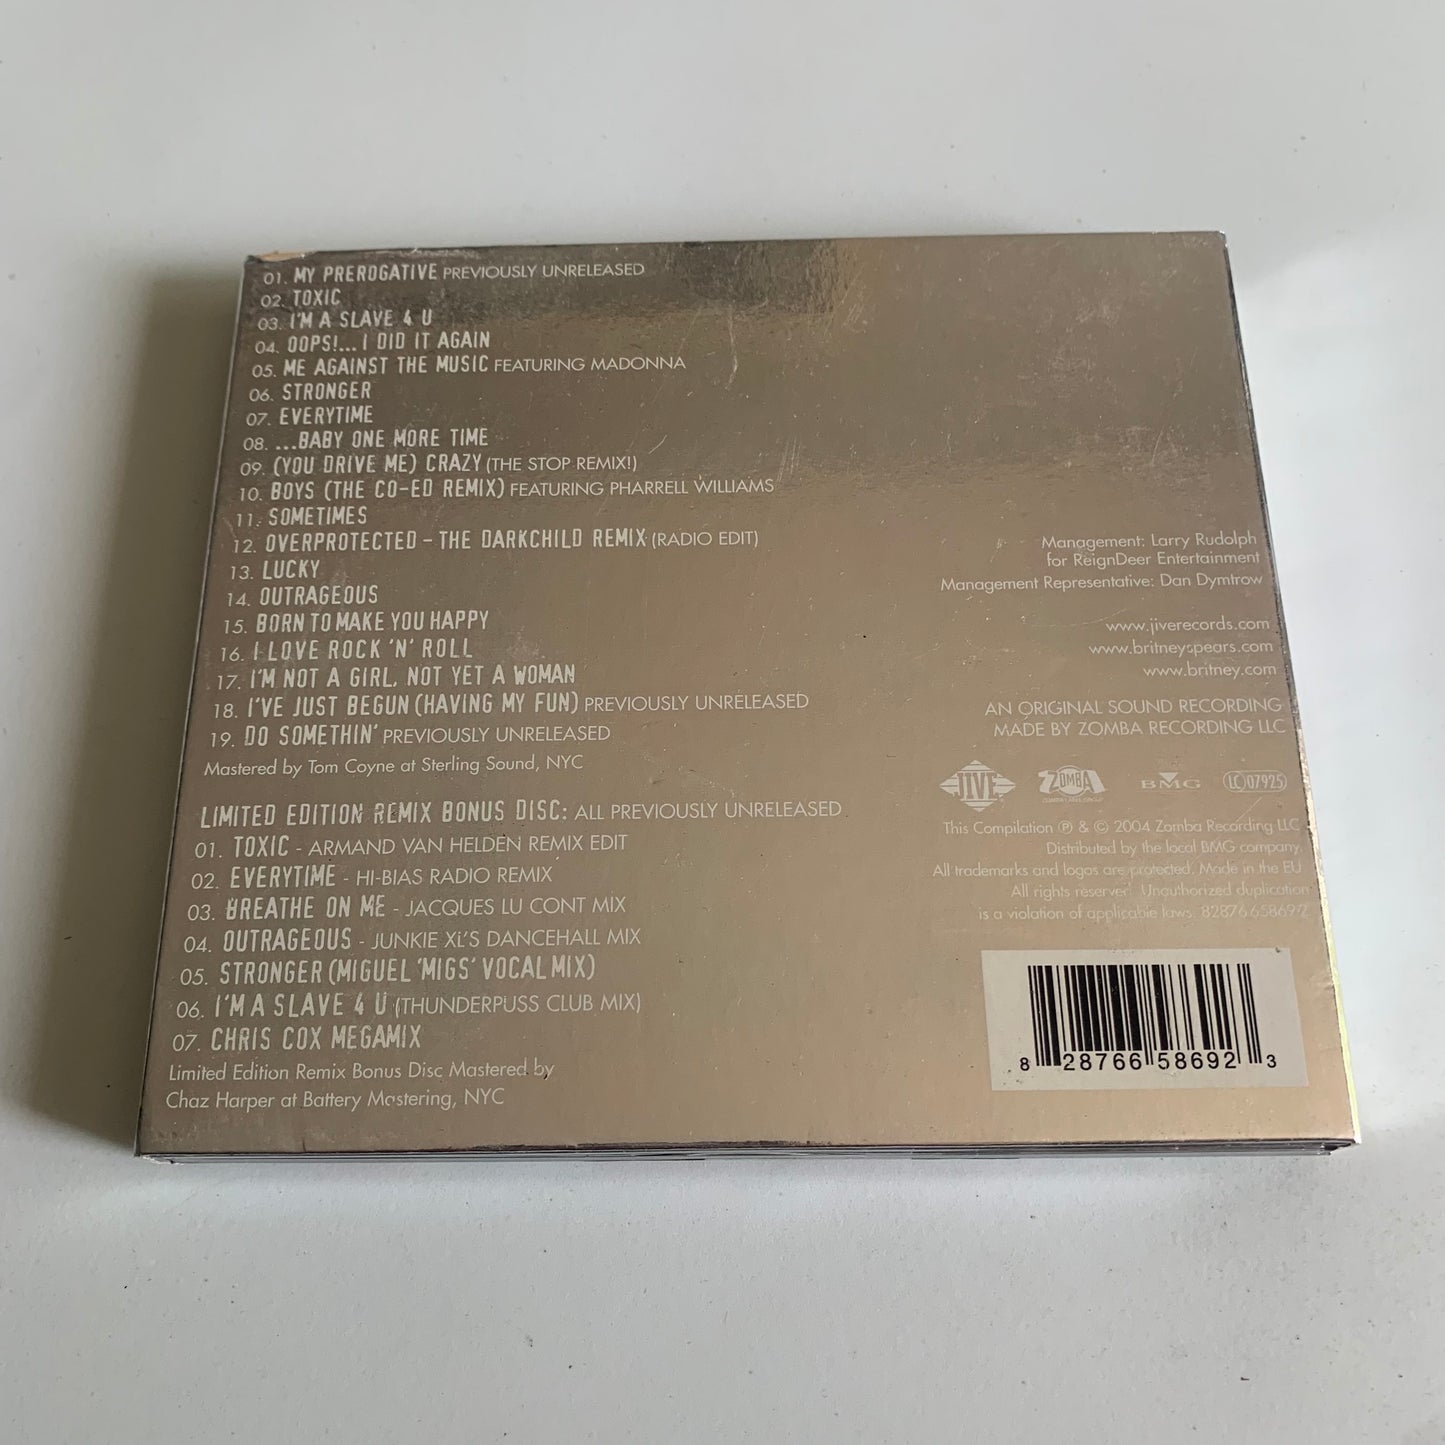 01. MY PREROGATIVE PREVIOUSLY UNRELEASED
02. TOXIC
03. I'M A SLAVE 4 U
04. OOPS!... I DID IT AGAIN
05. ME AGAINST THE MUSIC FEATURING MADONNA
06. STRONGER
07. EVERYTIME
08. ...BABY ONE MORE TIME
09. (YOU DRIVE ME) CRAZY (THE STOP REMIX!)
10. BOYS (THE CO-ED REMIX) FEATURING PHARRELL WILLIAMS
11. SOMETIMES
12. OVERPROTECTED – THE DARKCHILD REMIX (RADIO EDIT)
13. LUCKY
14. OUTRAGEOUS
15. BORN TO MAKE YOU HAPPY
16. I LOVE ROCK 'N' ROLL
17. I'M NOT A GIRL, NOT YET A WOMAN
18. I'VE JUST BEGUN (HAVING MY FUN) PREVIOUSLY UNRELEASED
19. DO SOMETHIN' PREVIOUSLY UNRELEASED
Mastered by Tom Coyne at Sterling Sound, NYC
LIMITED EDITION REMIX BONUS DISC: ALL PREVIOUSLY UNRELEASED
01. TOXIC - ARMAND VAN HELDEN REMIX EDIT
02. EVERYTIME - HI-BIAS RADIO REMIX
03. BREATHE ON ME - JACQUES LU CONT MIX
04. OUTRAGEOUS - JUNKIE XL'S DANCEHALL MIX
05. STRONGER (MIGUEL 'MIGS' VOCAL MIX)
06. I'M A SLAVE 4 U (THUNDERPUSS CLUB MIX)
07. CHRIS COX MEGAMIX
Limited Edition Remix Bonus Disc Mastered by
Chaz Harper at Battery Mastering, NYC
Management: Larry Rudolph
for ReignDeer Entertainment
Management Representative: Dan Dymtrow
www.jiverecords.com
www.britneyspears.com
www.britney.com
AN ORIGINAL SOUND RECORDING
MADE BY ZOMBA RECORDING LLC
JIVE ZOMBA BMG LC 07925
This Compilation ℗ & © 2004 Zomba Recording LLC
Distributed by the local BMG company.
All trademarks and logos are protected. Made in the EU
All rights reserved. Unauthorized duplication
is a violation of applicable laws. 82876658692
8 28766 58692 3